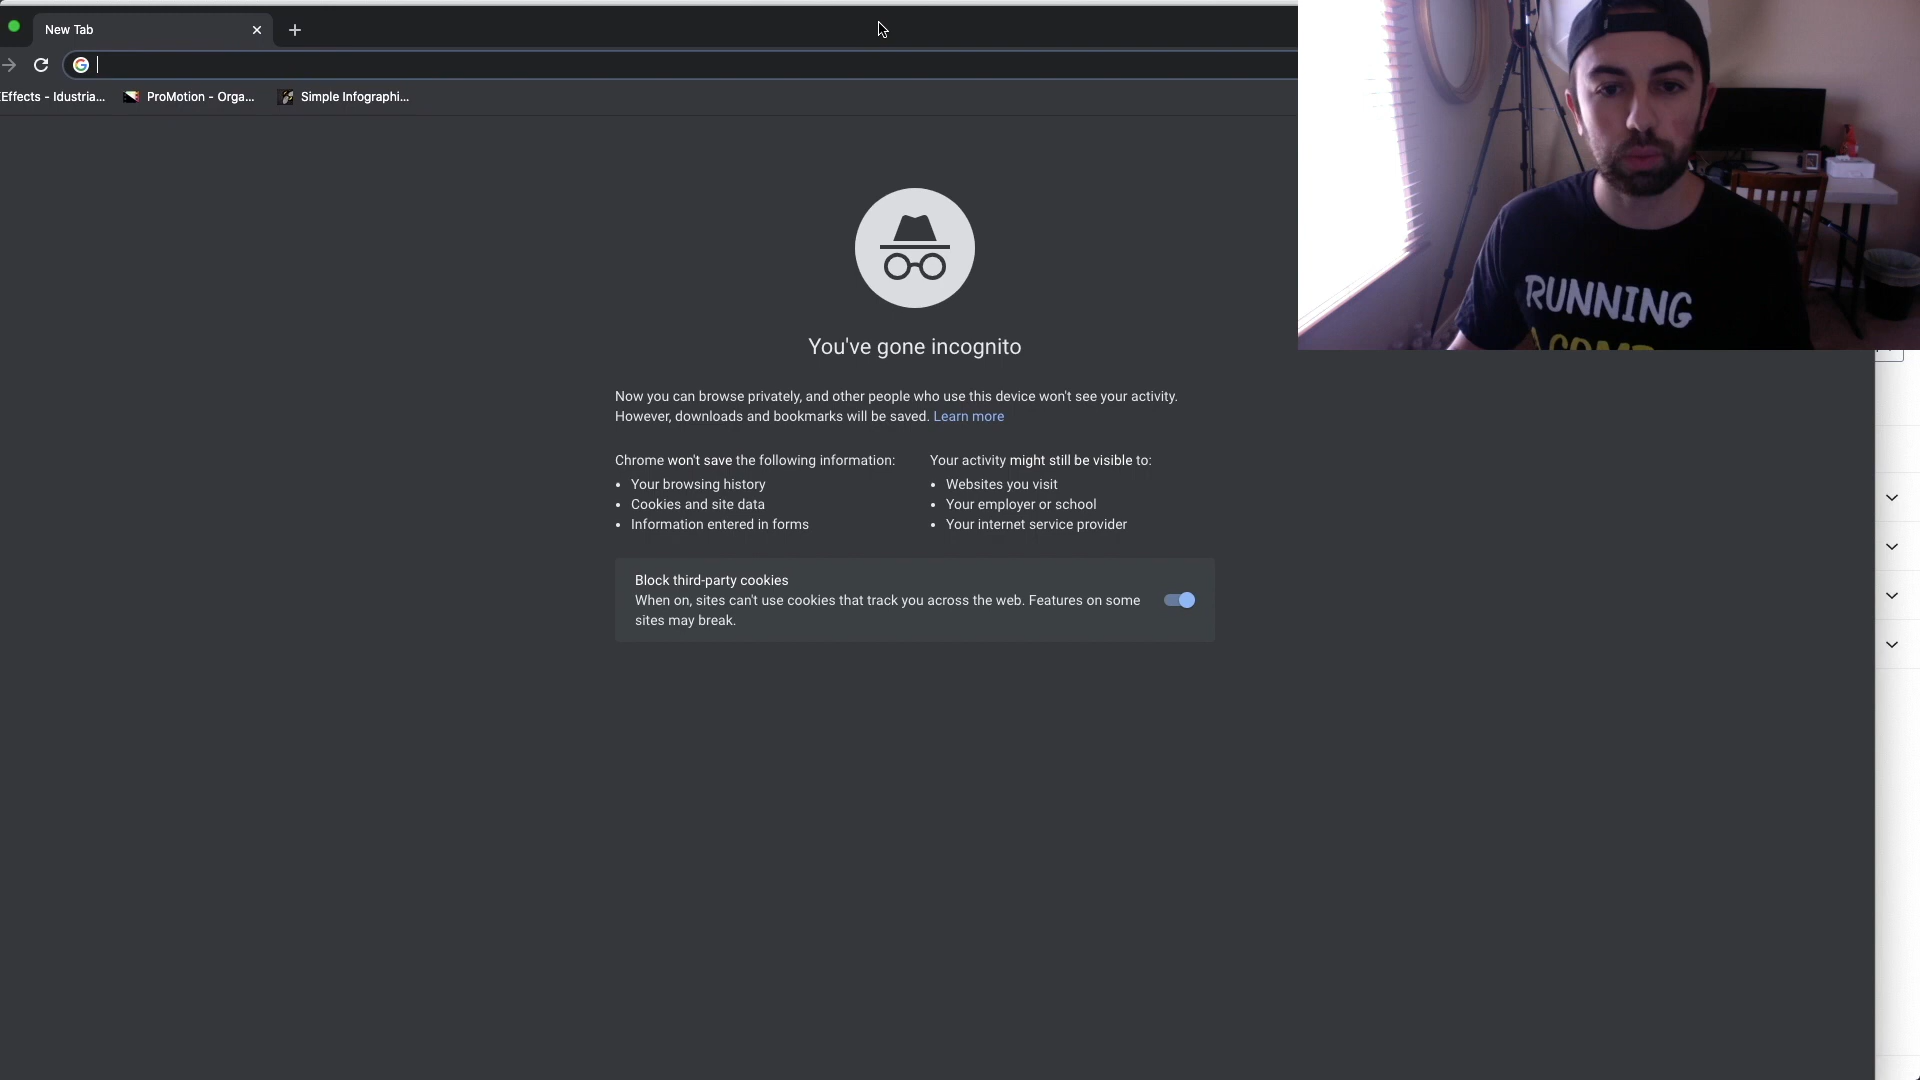 New Tab
Effects - Idustria...
ProMotion - Orga...
Simple Infographi...
You've gone incognito
Now you can browse privately, and other people who use this device won't see your activity.
However, downloads and bookmarks will be saved. Learn more
Chrome won't save the following information:
• Your browsing history
• Cookies and site data
• Information entered in forms
Your activity might still be visible to:
• Websites you visit
• Your employer or school
• Your internet service provider
Block third-party cookies
When on, sites can't use cookies that track you across the web. Features on some
sites may break.
RUNNING